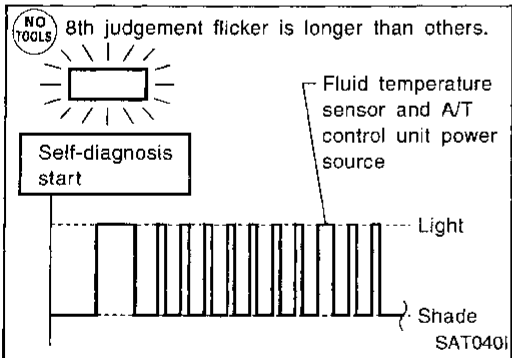 NO
TOOLS
8th judgement flicker is longer than others.
Fluid temperature
sensor and A/T
control unit power
source
Self-diagnosis
start
Light
Shade
SAT040I